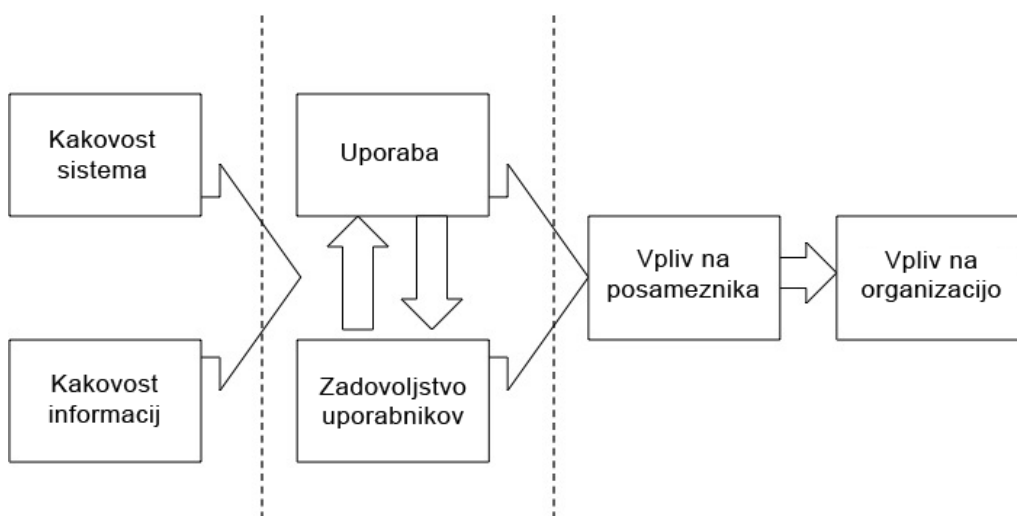 Kakovost
sistema
Uporaba
Vpliv na
posameznika
Vpliv na
organizacijo
Kakovost
informacij
Zadovoljstvo
uporabnikov